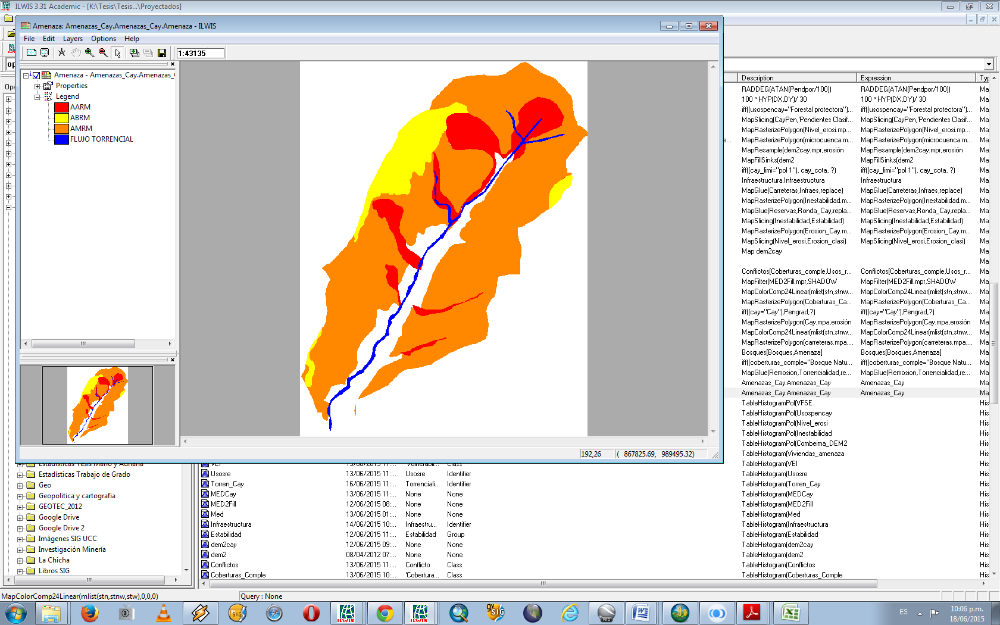 ILWIS 3.31 Academic - [K:\Tesis\Tesis...\Proyectados]
Amenaza: Amenazas_Cay.Amenazas_Cay.Amenaza - ILWIS
File Edit Layers Options Help
1:43135
Amenaza - Amenazas_Cay.Amenazas_
Properties
Legend
AARM
ABRM
AMRM
FLUJO TORRENCIAL
192,26 ( 867825.69, 989495.32)
Description Expression Typ
RADDEG(ATAN(Pendpor/100)) RADDEG(ATAN(Pendpor/100)) Ma
100 * HYP(DX,DY)/ 30 100 * HYP(DX,DY)/ 30 Ma
iff((usospencay="Forestal protectora")... iff((usospencay="Forestal protectora")... Ma
MapSlicing(CayPen,'Pendientes Clasif... MapSlicing(CayPen,'Pendientes Clasif... Ma
MapRasterizePolygon(Nivel_erosi.mp... MapRasterizePolygon(Nivel_erosi.mp... Ma
e... MapRasterizePolygon(microcuenca.m... MapRasterizePolygon(microcuenca.m... Ma
MapResample(dem2cay.mpr,erosión MapResample(dem2cay.mpr,erosión Ma
MapFillSinks(dem2 MapFillSinks(dem2 Ma
iff((cay_limi="pol 1"), cay_cota, ?) iff((cay_limi="pol 1"), cay_cota, ?) Ma
Infraestructura.Infraestructura Infraestructura Ma
MapGlue(Carreteras,Infraes,replace) MapGlue(Carreteras,Infraes,replace) Ma
MapRasterizePolygon(Inestabilidad.m... MapRasterizePolygon(Inestabilidad.m... Ma
MapGlue(Reservas,Ronda_Cay,repla... MapGlue(Reservas,Ronda_Cay,repla... Ma
MapSlicing(Inestabilidad,Estabilidad) MapSlicing(Inestabilidad,Estabilidad) Ma
MapRasterizePolygon(Erosion_Cay.m... MapRasterizePolygon(Erosion_Cay.m... Ma
MapSlicing(Nivel_erosi,Erosion_clasi) MapSlicing(Nivel_erosi,Erosion_clasi) Ma
Map dem2cay Ma
Ma
Conflictos[Coberturas_comple,Usos_r... Conflictos[Coberturas_comple,Usos_r... Ma
MapFilter(MED2Fill.mpr,SHADOW MapFilter(MED2Fill.mpr,SHADOW Ma
MapColorComp24Linear(mlist(stn,stnw... MapColorComp24Linear(mlist(stn,stnw... Ma
MapRasterizePolygon(Coberturas_Ca... MapRasterizePolygon(Coberturas_Ca... Ma
iff((cay="Cay"),Pengrad,?) iff((cay="Cay"),Pengrad,?) Ma
MapRasterizePolygon(Cay.mpa,erosión MapRasterizePolygon(Cay.mpa,erosión Ma
MapColorComp24Linear(mlist(stn,stnw... MapColorComp24Linear(mlist(stn,stnw... Ma
MapRasterizePolygon(carreteras.mpa,... MapRasterizePolygon(carreteras.mpa,... Ma
Bosques[Bosques,Amenaza] Bosques[Bosques,Amenaza] Ma
iff((coberturas_comple="Bosque Natu... iff((coberturas_comple="Bosque Natu... Ma
MapGlue(Remosion,Torrencialidad,re... MapGlue(Remosion,Torrencialidad,re... Ma
Amenazas_Cay.Amenazas_Cay Amenazas_Cay Ma
Amenazas_Cay.Amenazas_Cay Amenazas_Cay Ma
TableHistogramPol(VFSE His
TableHistogramPol(Usospencay His
TableHistogramPol(Nivel_erosi His
TableHistogramPol(Inestabilidad His
TableHistogramPol(Combeima_DEM2 His
TableHistogram(Viviendas_amenaza His
TableHistogram(VEI His
TableHistogram(Usosre His
TableHistogram(Torren_Cay His
TableHistogram(MEDCay His
TableHistogram(MED2Fill His
TableHistogram(Med His
TableHistogram(Infraestructura His
TableHistogram(Estabilidad His
TableHistogram(dem2cay His
TableHistogram(dem2 His
TableHistogram(Conflictos His
TableHistogram(Coberturas_Comple His
Estadísticas Tesis Mario y Adriana
Estadísticas Trabajo de Grado
Geo
Geopolitica y cartografia
GEOTEC_2012
Google Drive
Google Drive 2
Imàgenes SIG UCC
Investigación Minería
La Chicha
Libros SIG
VEI 13/06/2015 11:... 'Vulnerabil... Class
Usosre 13/06/2015 11:... Usosre Identifier
Torren_Cay 16/06/2015 11:... Torrenciali... Identifier
MEDCay 13/06/2015 11:... None None
MED2Fill 12/06/2015 08:... None None
Med 13/06/2015 01:... None None
Infraestructura 14/06/2015 10:... Infraestru... Identifier
Estabilidad 12/06/2015 11:... Estabilidad Group
dem2cay 12/06/2015 09:... None None
dem2 08/04/2012 07:... None None
Conflictos 13/06/2015 11:... Conflicto Class
Coberturas_Comple 13/06/2015 10:... 'Cobertura... Class
MapColorComp24Linear(mlist(stn,stnw,stw),0,0,0) Query : None
ES
10:06 p.m.
18/06/2015